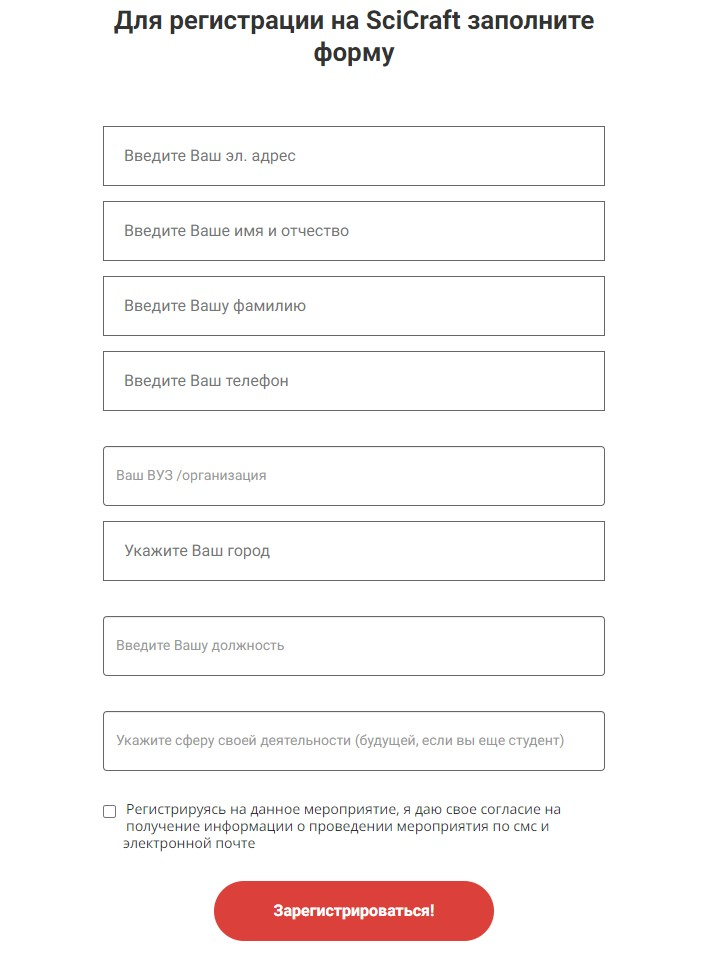 Для регистрации на SciCraft заполните
форму
Введите Ваш эл. адрес
Введите Ваше имя и отчество
Введите Вашу фамилию
Введите Ваш телефон
Ваш ВУЗ /организация
Укажите Ваш город
Введите Вашу должность
Укажите сферу своей деятельности (будущей, если вы еще студент)
Регистрируясь на данное мероприятие, я даю свое согласие на
получение информации о проведении мероприятия по смс и
электронной почте
Зарегистрироваться!